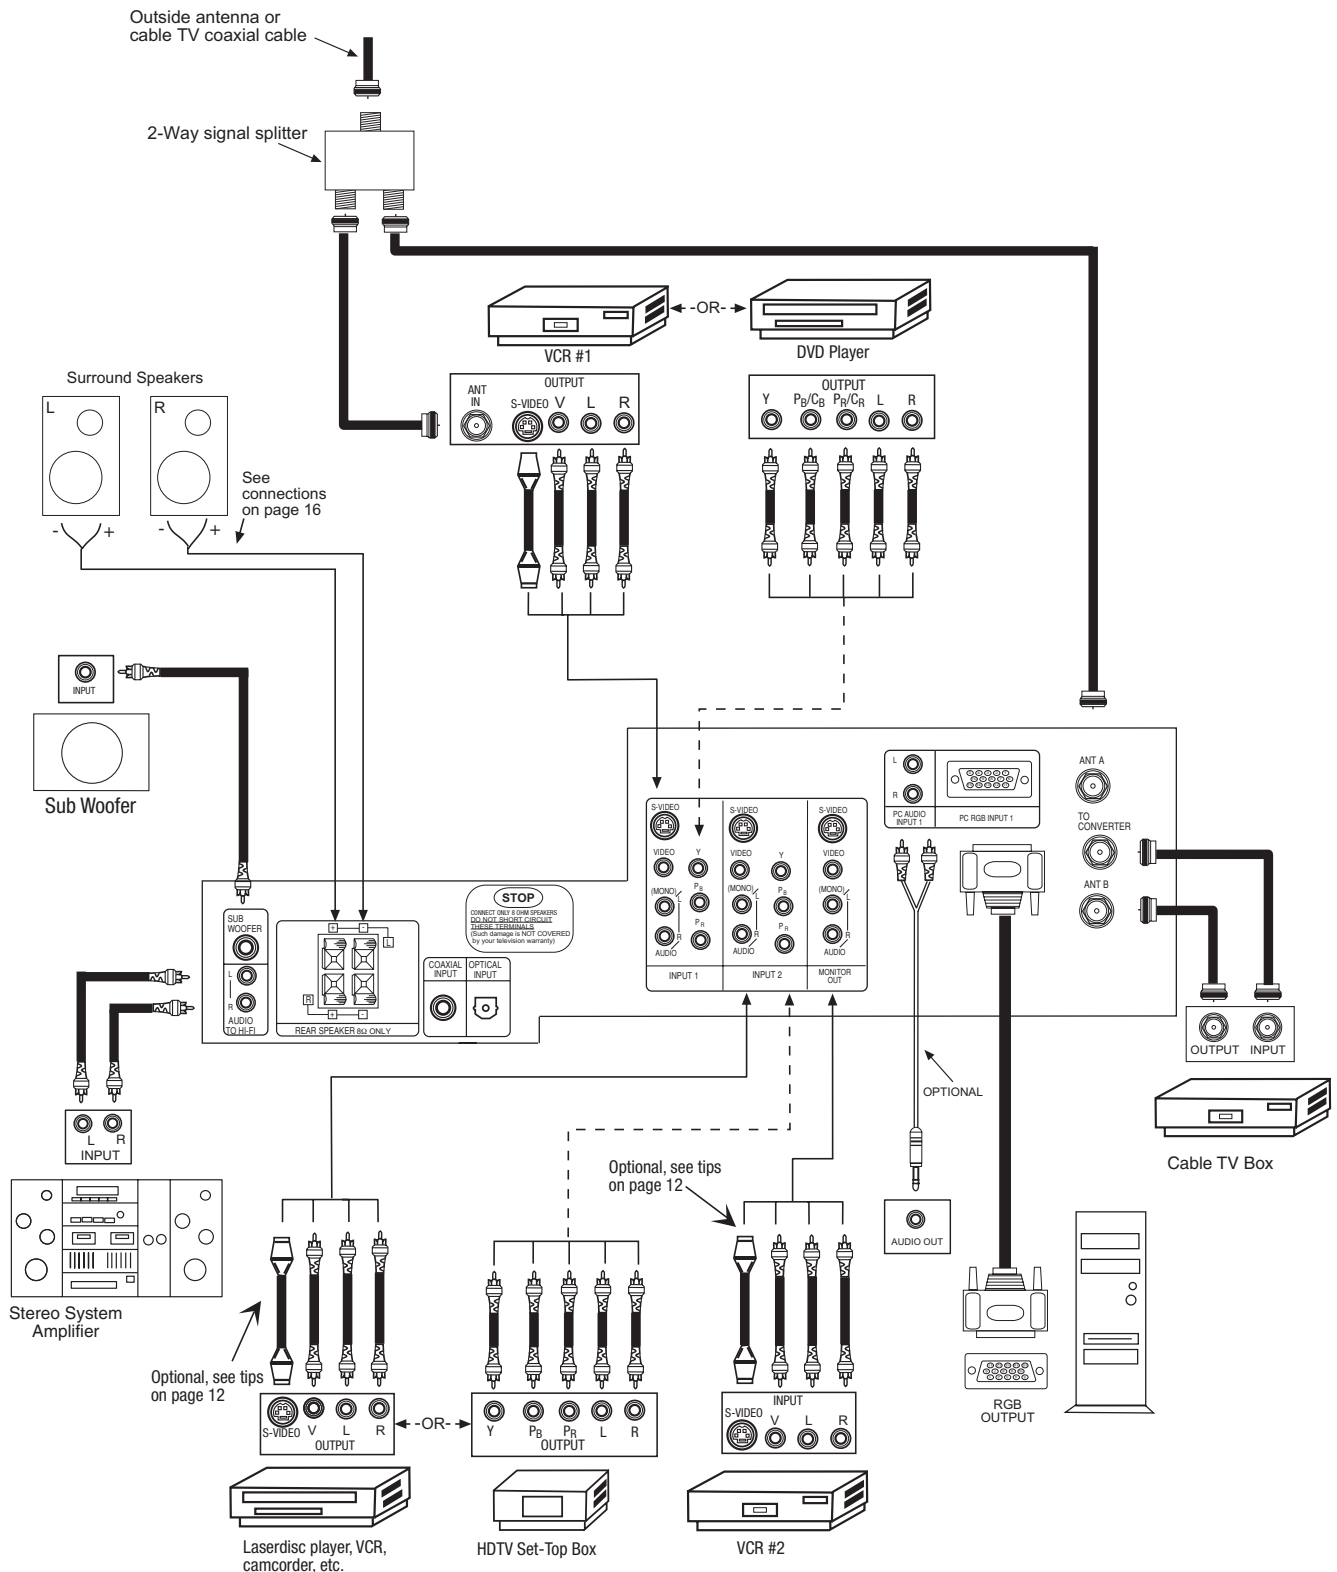 Outside antenna or
cable TV coaxial cable
2-Way signal splitter
-OR-
VCR #1
DVD Player
Surround Speakers
L
R
See
connections
on page 16
- +
- +
ANT
IN
OUTPUT
S-VIDEO V L R
OUTPUT
Y PB/CB PR/CR L R
INPUT
Sub Woofer
L
R
PC AUDIO
INPUT 1
PC RGB INPUT 1
ANT A
TO
CONVERTER
ANT B
S-VIDEO
VIDEO
Y
(MONO)
L
PB
PR
R
AUDIO
INPUT 1
S-VIDEO
VIDEO
Y
(MONO)
L
PB
PR
R
AUDIO
INPUT 2
S-VIDEO
VIDEO
(MONO)
L
R
AUDIO
MONITOR
OUT
STOP
CONNECT ONLY 8 OHM SPEAKERS
DO NOT SHORT CIRCUIT
THESE TERMINALS
(Such damage is NOT COVERED
by your television warranty)
SUB
WOOFER
L
R
AUDIO
TO HI-FI
+ -
L
R
+ -
REAR SPEAKER 8Ω ONLY
COAXIAL
INPUT
OPTICAL
INPUT
OUTPUT INPUT
Cable TV Box
OPTIONAL
L R
INPUT
Stereo System
Amplifier
Optional, see tips
on page 12
Optional, see tips
on page 12
AUDIO OUT
S-VIDEO V L R
OUTPUT
-OR-
Y PB PR L R
OUTPUT
INPUT
S-VIDEO V L R
RGB
OUTPUT
Laserdisc player, VCR,
camcorder, etc.
HDTV Set-Top Box
VCR #2